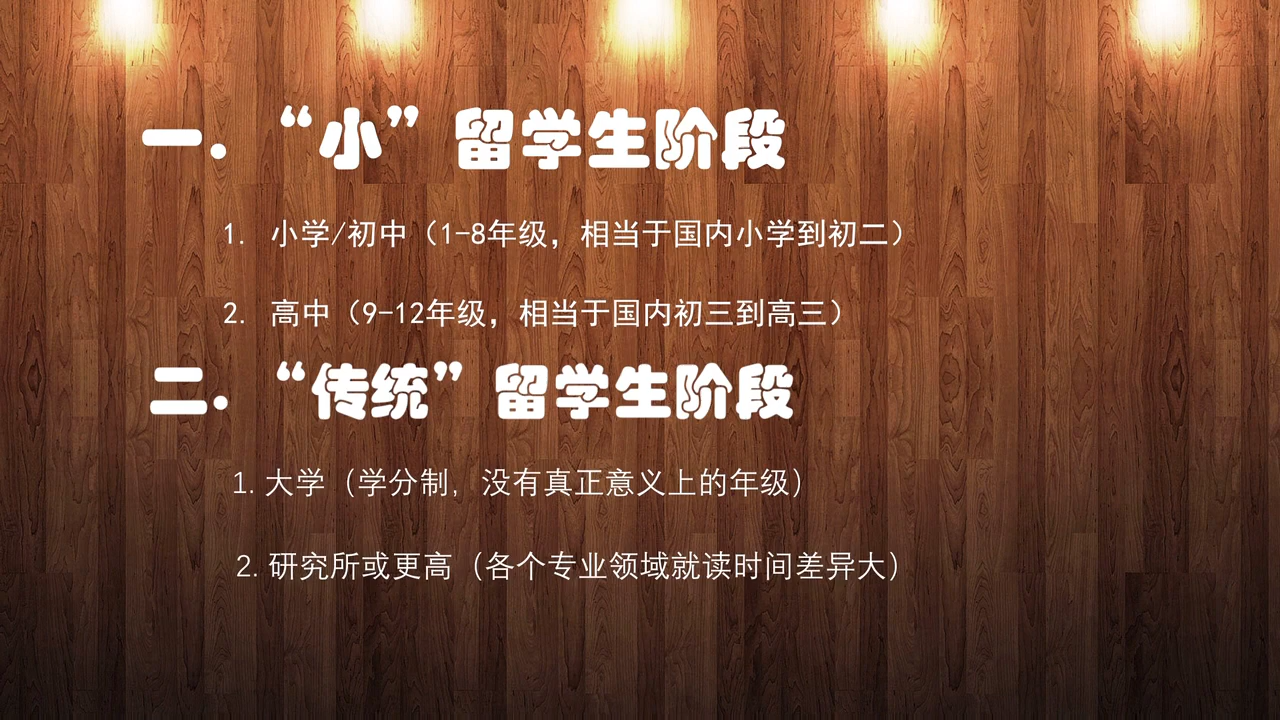 一. “小”留学生阶段
1. 小学/初中（1-8年级，相当于国内小学到初二）
2. 高中（9-12年级，相当于国内初三到高三）
二. “传统”留学生阶段
1. 大学（学分制，没有真正意义上的年级）
2. 研究所或更高（各个专业领域就读时间差异大）